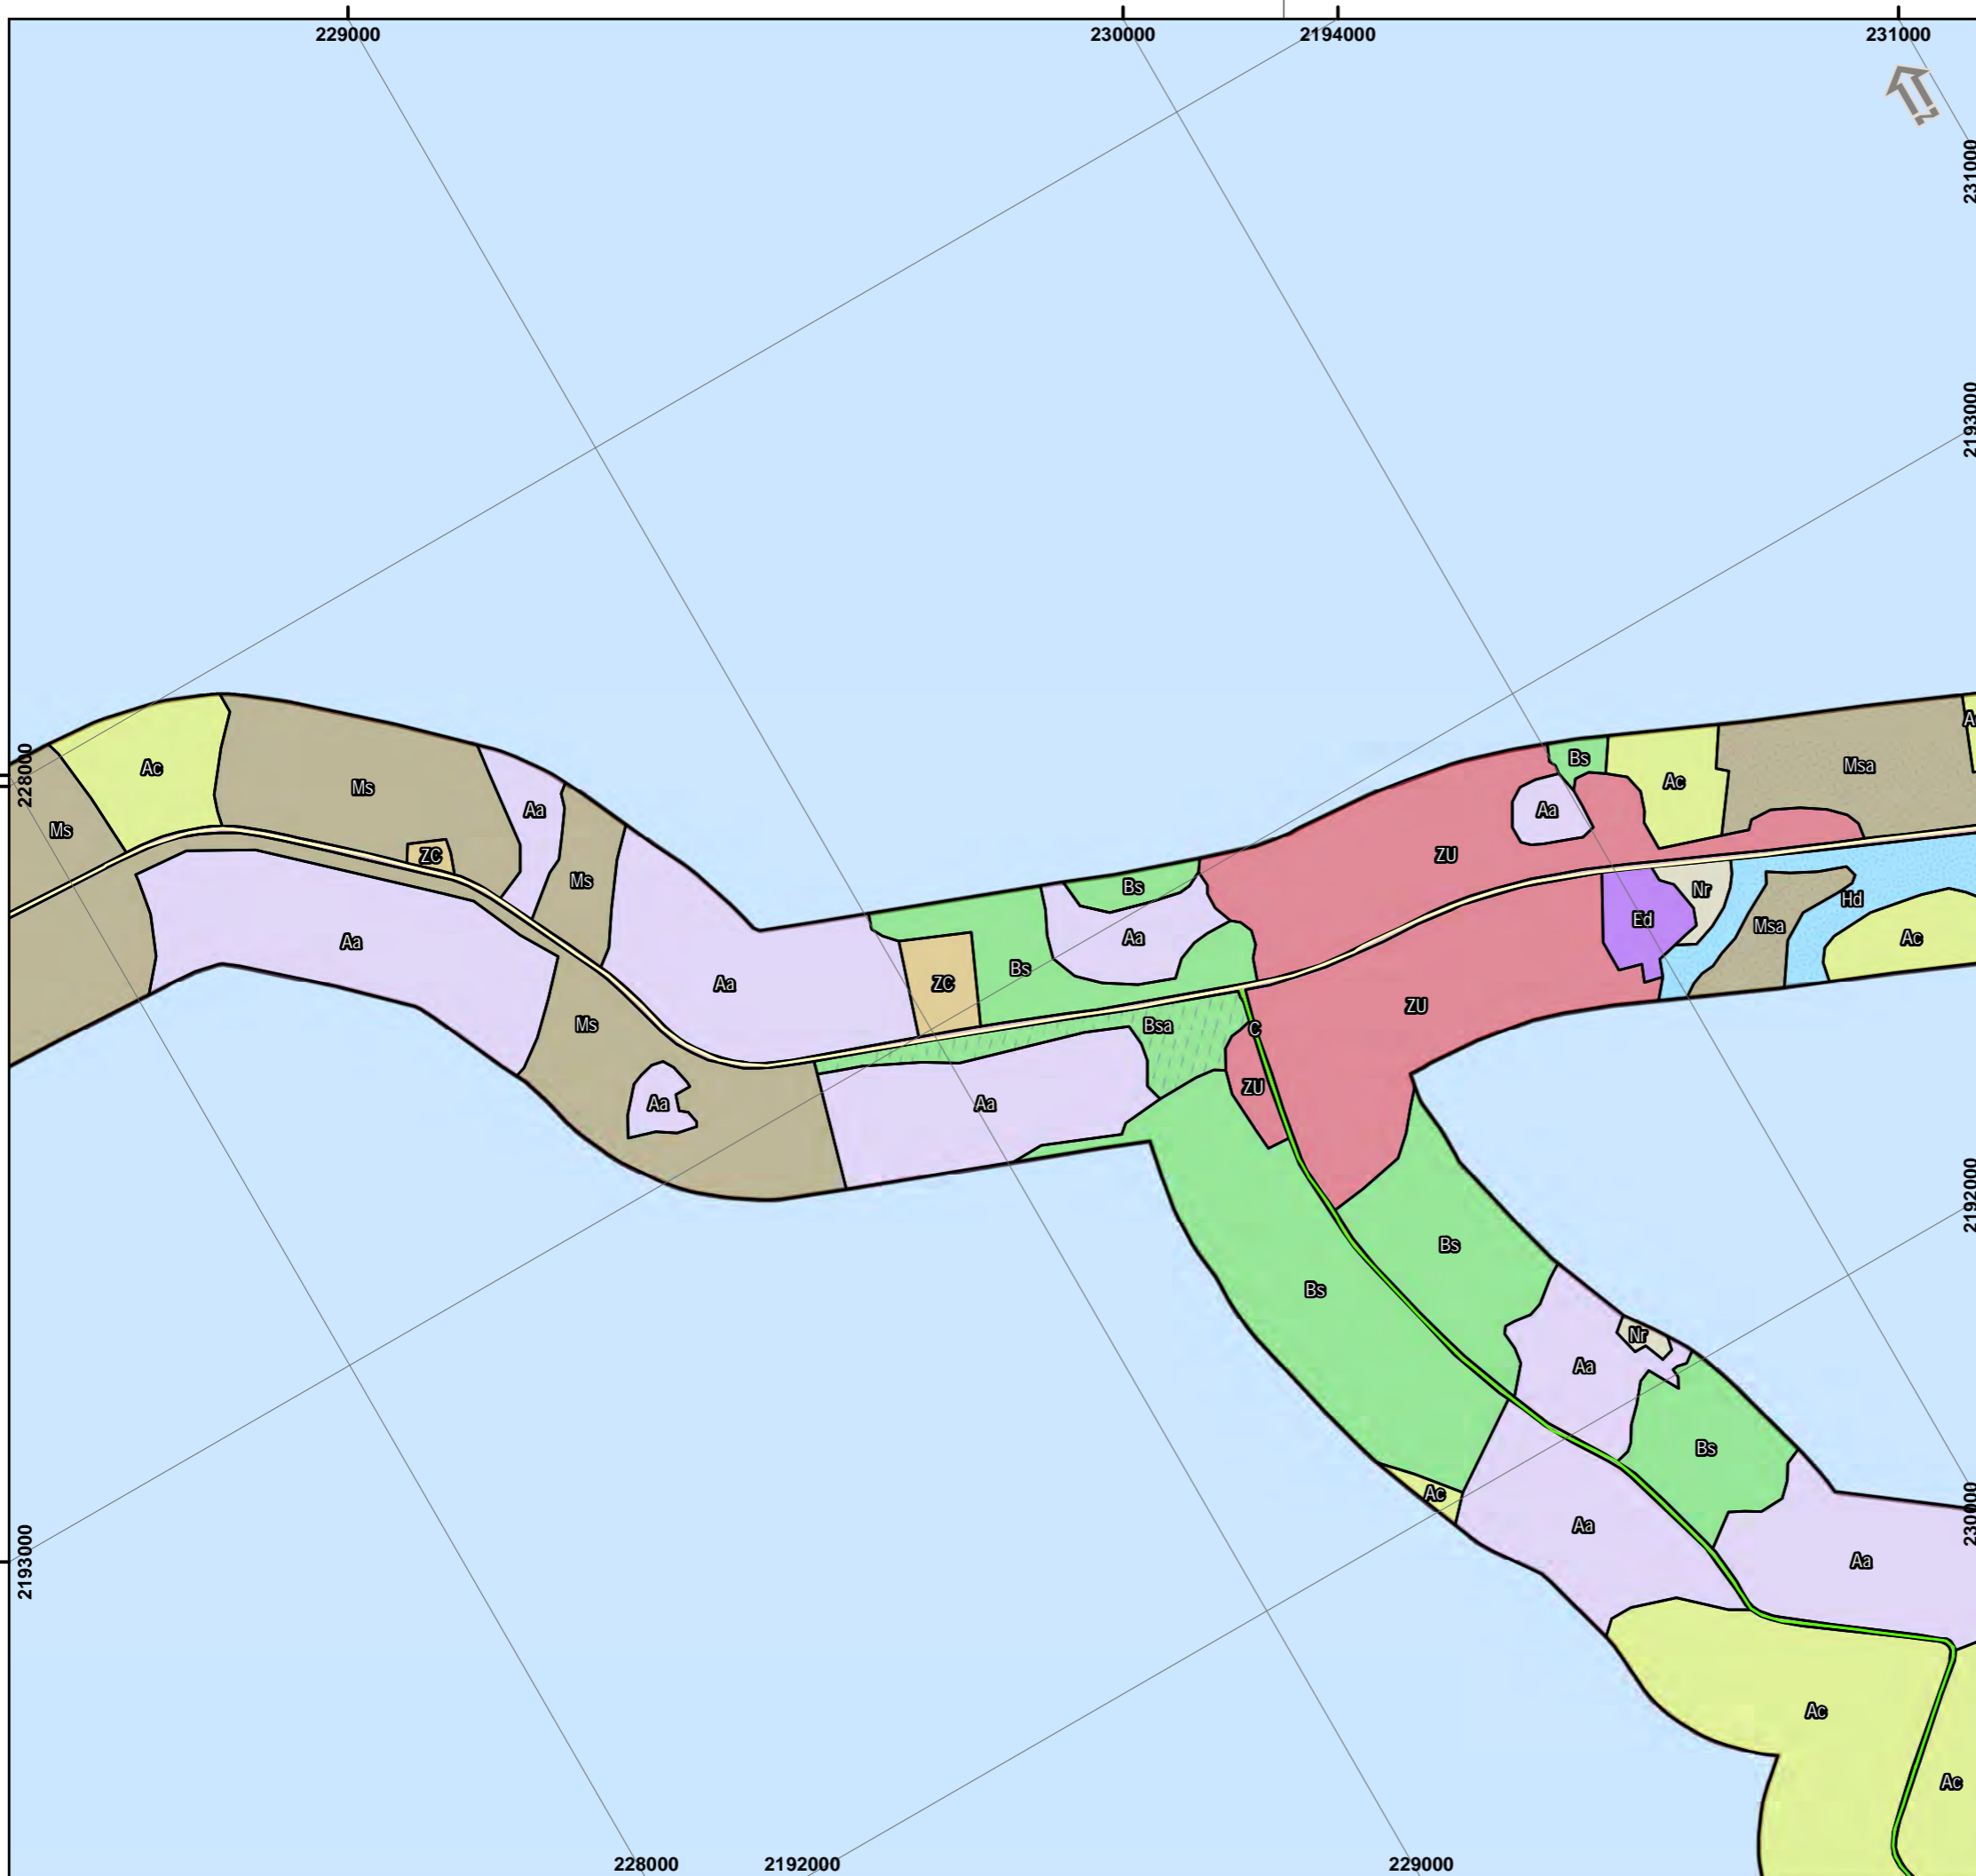 229000
230000
2194000
231000
231000
2193000
A
Bs
Msa
Ac
228000
Ac
Ms
Aa
Aa
Ms
ZU
ZC
Ms
Bs
Nr
Hd
Ed
Msa
Ac
Aa
Aa
Bs
Aa
ZC
ZU
Ms
Bsa
C
ZU
Aa
Aa
2192000
Bs
Bs
Nr
Aa
Bs
Ac
Aa
230000
2193000
Aa
Ac
Ac
228000
2192000
229000